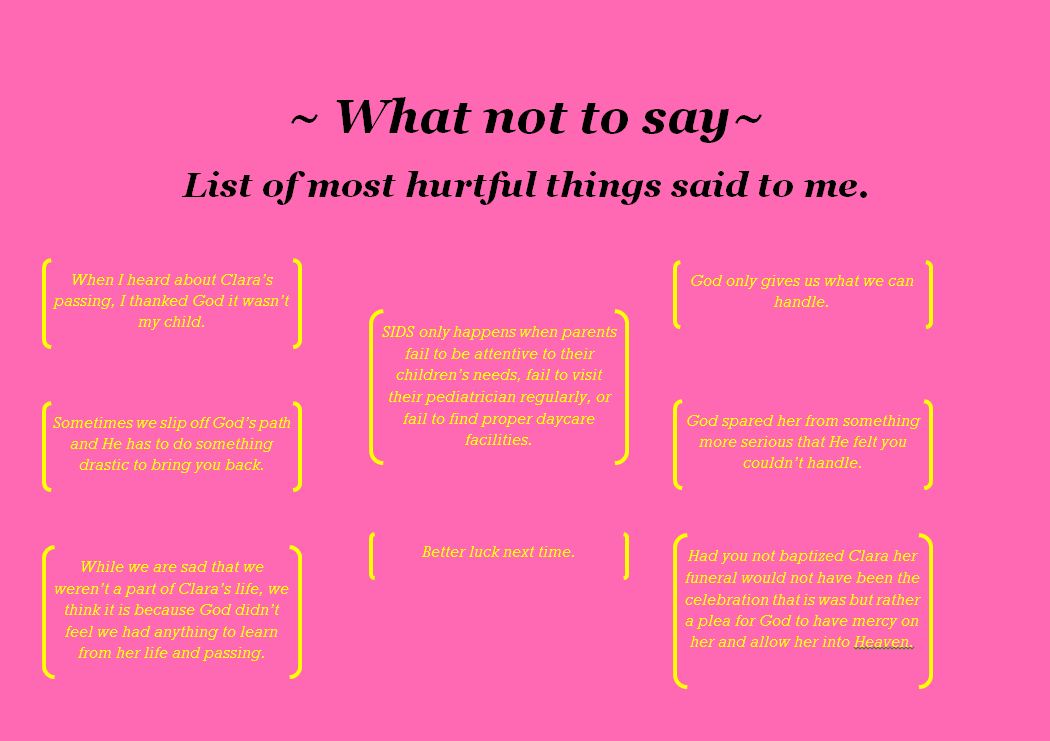 ~ What not to say~
List of most hurtful things said to me.
When I heard about Clara's
passing, I thanked God it wasn't
my child.
Sometimes we slip off God's path
and He has to do something
drastic to bring you back.
While we are sad that we
weren't a part of Clara's life, we
think it is because God didn't
feel we had anything to learn
from her life and passing.
SIDS only happens when parents
fail to be attentive to their
children's needs, fail to visit
their pediatrician regularly, or
fail to find proper daycare
facilities.
Better luck next time.
God only gives us what we can
handle.
God spared her from something
more serious that He felt you
couldn't handle.
Had you not baptized Clara her
funeral would not have been the
celebration that is was but rather
a plea for God to have mercy on
her and allow her into Heaven.